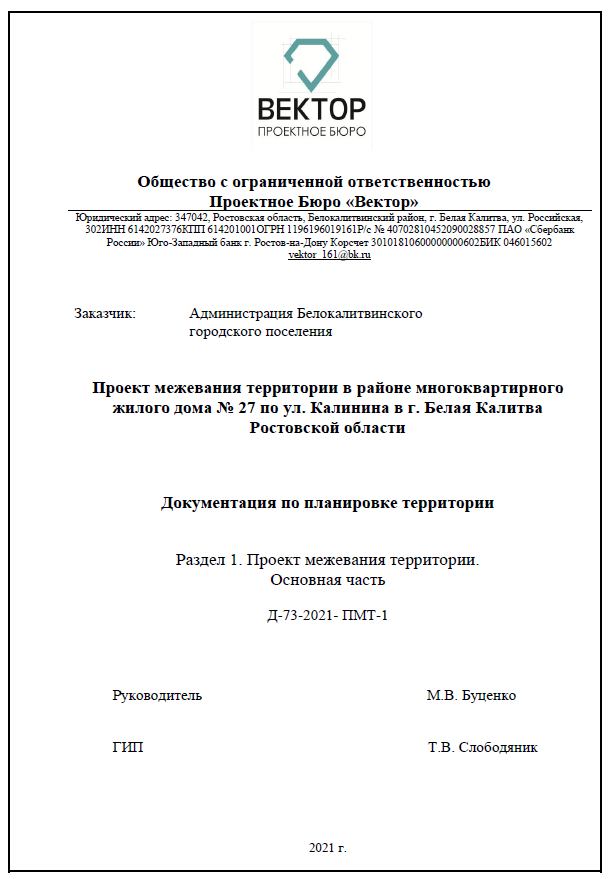 ВЕКТОР
ПРОЕКТНОЕ БЮРО
Общество с ограниченной ответственностью
Проектное Бюро «Вектор»
Юридический адрес: 347042, Ростовская область, Белокалитвинский район, г. Белая Калитва, ул. Российская,
302ИНН 6142027376КПП 614201001ОГРН 1196196019161Р/с № 40702810452090028857 ПАО «Сбербанк
России» Юго-Западный банк г. Ростов-на-Дону Корсчет 30101810600000000602БИК 046015602
vektor_161@bk.ru
Заказчик: Администрация Белокалитвинского
городского поселения
Проект межевания территории в районе многоквартирного
жилого дома № 27 по ул. Калинина в г. Белая Калитва
Ростовской области
Документация по планировке территории
Раздел 1. Проект межевания территории.
Основная часть
Д-73-2021- ПМТ-1
Руководитель М.В. Буценко
ГИП Т.В. Слободяник
2021 г.